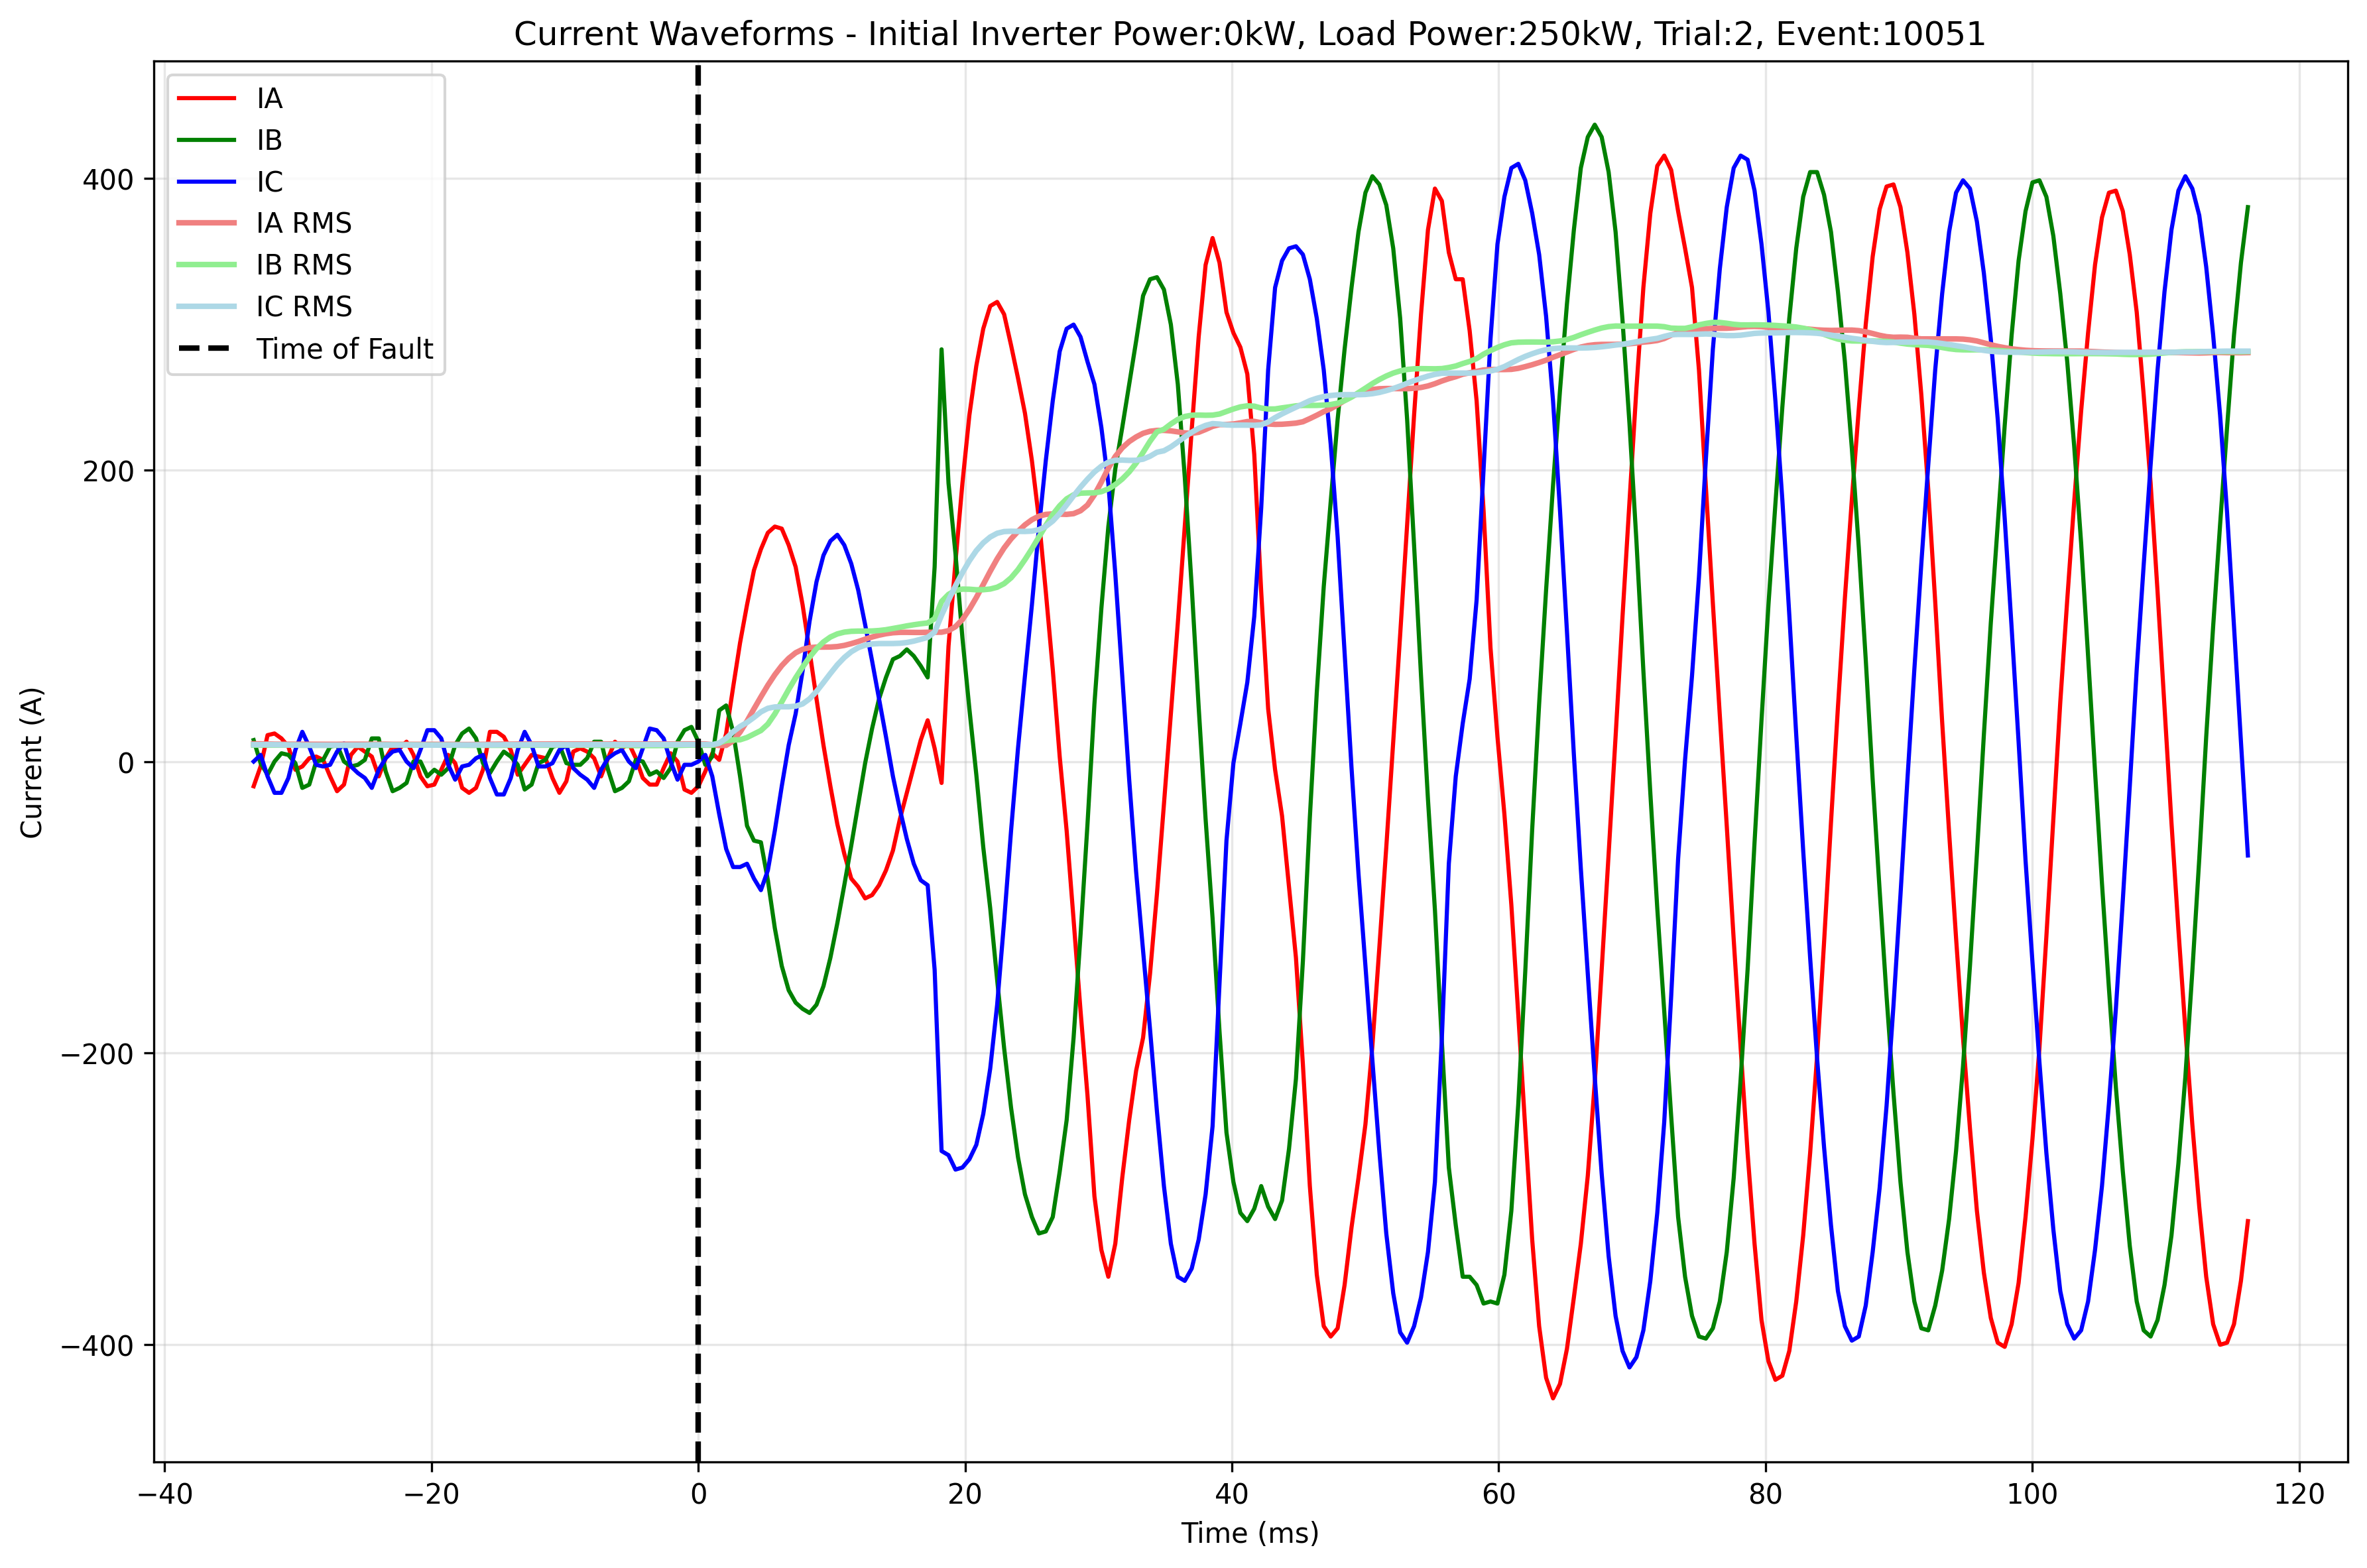 Current Waveforms - Initial Inverter Power:0kW, Load Power:250kW, Trial:2, Event:10051
IA
IB
IC
IA RMS
IB RMS
IC RMS
Time of Fault
Current (A)
400
200
0
−200
−400
−40
−20
0
20
40
60
80
100
120
Time (ms)